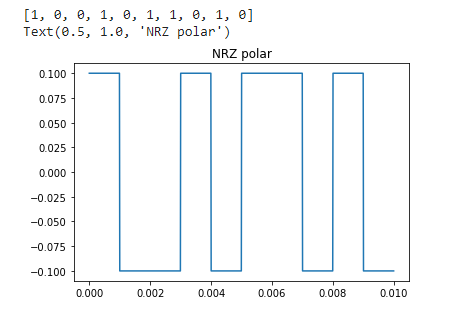 [1, 0, 0, 1, 0, 1, 1, 0, 1, 0]
Text(0.5, 1.0, 'NRZ polar')
NRZ polar
0.100
0.075
0.050
0.025
0.000
−0.025
−0.050
−0.075
−0.100
0.000 0.002 0.004 0.006 0.008 0.010